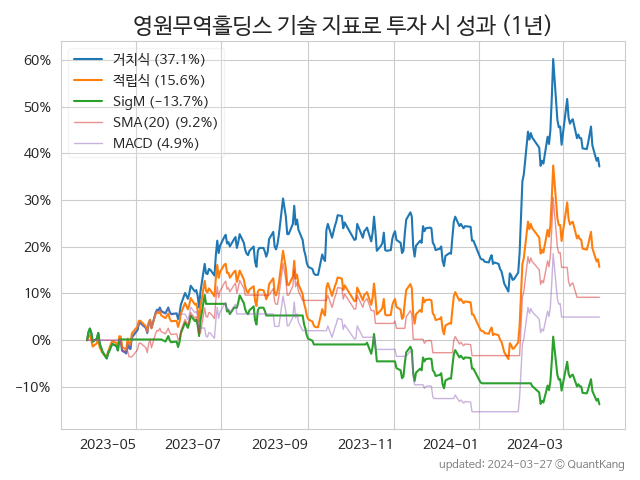 영원무역홀딩스 기술 지표로 투자 시 성과 (1년)
거치식 (37.1%)
적립식 (15.6%)
SigM (−13.7%)
SMA(20) (9.2%)
MACD (4.9%)
60%
50%
40%
30%
20%
10%
0%
−10%
2023-05 2023-07 2023-09 2023-11 2024-01 2024-03
updated: 2024-03-27 © QuantKang